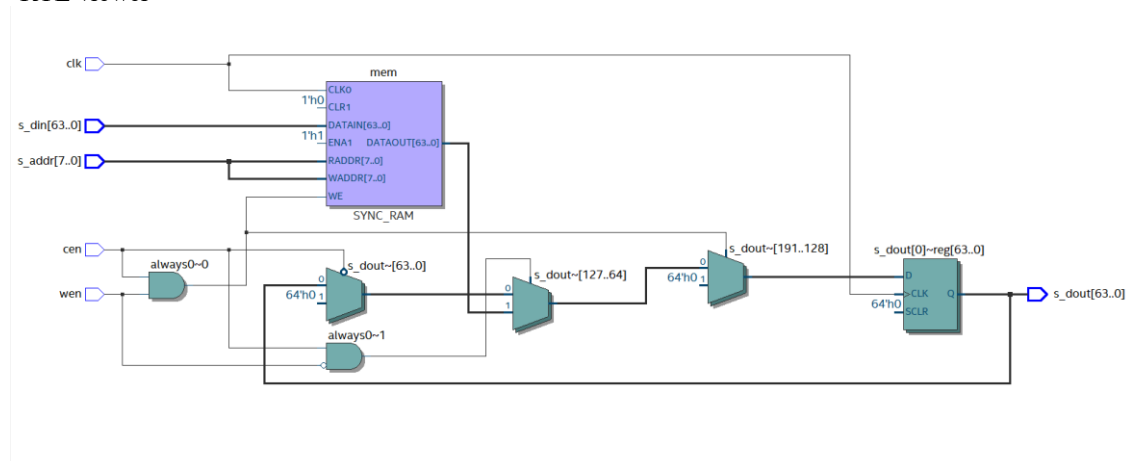 clk
mem
CLK0
1'h0
CLR1
s_din[63..0]
DATAIN[63..0]
1'h1
ENA1
DATAOUT[63..0]
s_addr[7..0]
RADDR[7..0]
WADDR[7..0]
WE
SYNC_RAM
cen
always0~0
wen
s_dout~[63..0]
0
64'h0
1
always0~1
s_dout~[127..64]
0
1
s_dout~[191..128]
0
64'h0
1
s_dout[0]~reg[63..0]
D
CLK
Q
64'h0
SCLR
s_dout[63..0]